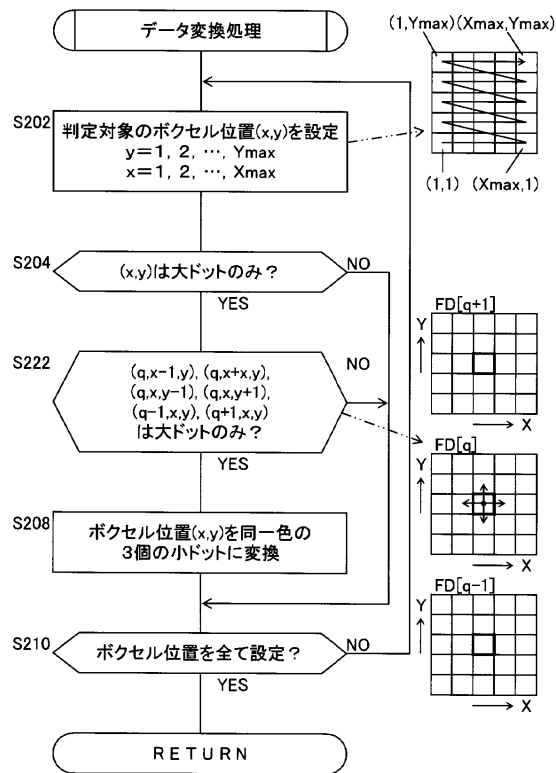 データ変換処理
(1,Ymax) (Xmax,Ymax)
S202
判定対象のボクセル位置(x,y)を設定
y=1, 2, …, Ymax
x=1, 2, …, Xmax
(1,1) (Xmax,1)
S204
(x,y)は大ドットのみ?
NO
YES
FD[q+1]
Y
X
S222
(q,x-1,y), (q,x+x,y),
(q,x,y-1), (q,x,y+1),
(q-1,x,y), (q+1,x,y)
は大ドットのみ?
NO
YES
FD[q]
Y
X
S208
ボクセル位置(x,y)を同一色の
3個の小ドットに変換
FD[q-1]
Y
X
S210
ボクセル位置を全て設定?
NO
YES
RETURN